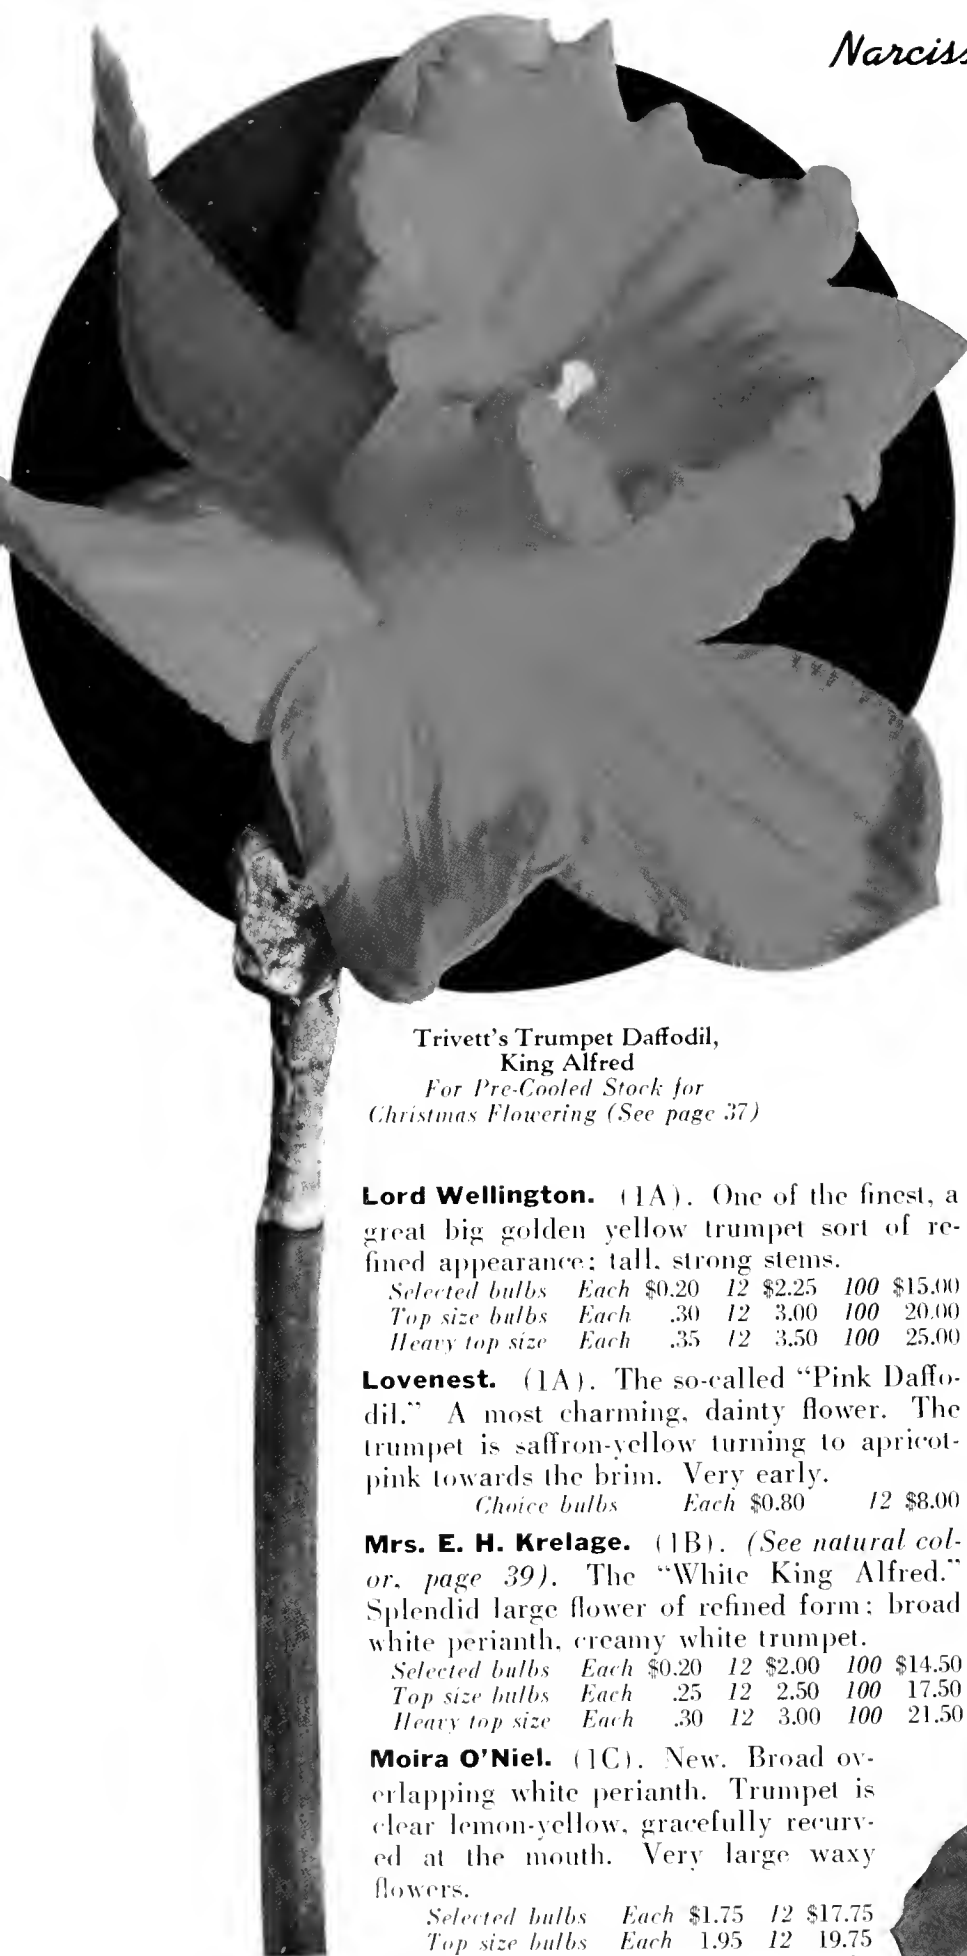 Narciss
Trivett's Trumpet Daffodil,
King Alfred
For Pre-Cooled Stock for
Christmas Flowering (See page 37)
Lord Wellington. (1A). One of the finest, a
great big golden yellow trumpet sort of re-
fined appearance; tall, strong stems.
Selected bulbs Each $0.20 12 $2.25 100 $15.00
Top size bulbs Each .30 12 3.00 100 20.00
Heavy top size Each .35 12 3.50 100 25.00
Lovenest. (1A). The so-called "Pink Daffo-
dil." A most charming, dainty flower. The
trumpet is saffron-yellow turning to apricot-
pink towards the brim. Very early.
Choice bulbs Each $0.80 12 $8.00
Mrs. E. H. Krelage. (1B). (See natural col-
or, page 39). The "White King Alfred."
Splendid large flower of refined form; broad
white perianth, creamy white trumpet.
Selected bulbs Each $0.20 12 $2.00 100 $14.50
Top size bulbs Each .25 12 2.50 100 17.50
Heavy top size Each .30 12 3.00 100 21.50
Moira O'Niel. (1C). New. Broad ov-
erlapping white perianth. Trumpet is
clear lemon-yellow, gracefully recurv-
ed at the mouth. Very large waxy
flowers.
Selected bulbs Each $1.75 12 $17.75
Top size bulbs Each 1.95 12 19.75